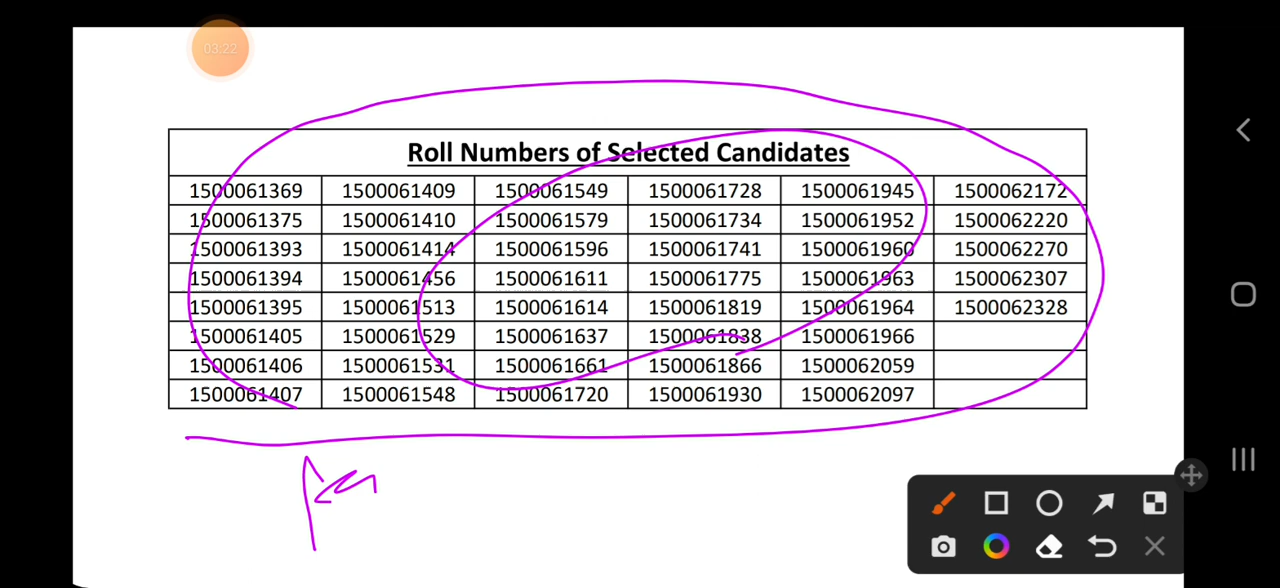 03:22
Roll Numbers of Selected Candidates
1500061369 1500061409 1500061549 1500061728 1500061945 1500062172
1500061375 1500061410 1500061579 1500061734 1500061952 1500062220
1500061393 1500061414 1500061596 1500061741 1500061960 1500062270
1500061394 1500061456 1500061611 1500061775 1500061963 1500062307
1500061395 1500061513 1500061614 1500061819 1500061964 1500062328
1500061405 1500061529 1500061637 1500061838 1500061966
1500061406 1500061531 1500061661 1500061866 1500062059
1500061407 1500061548 1500061720 1500061930 1500062097